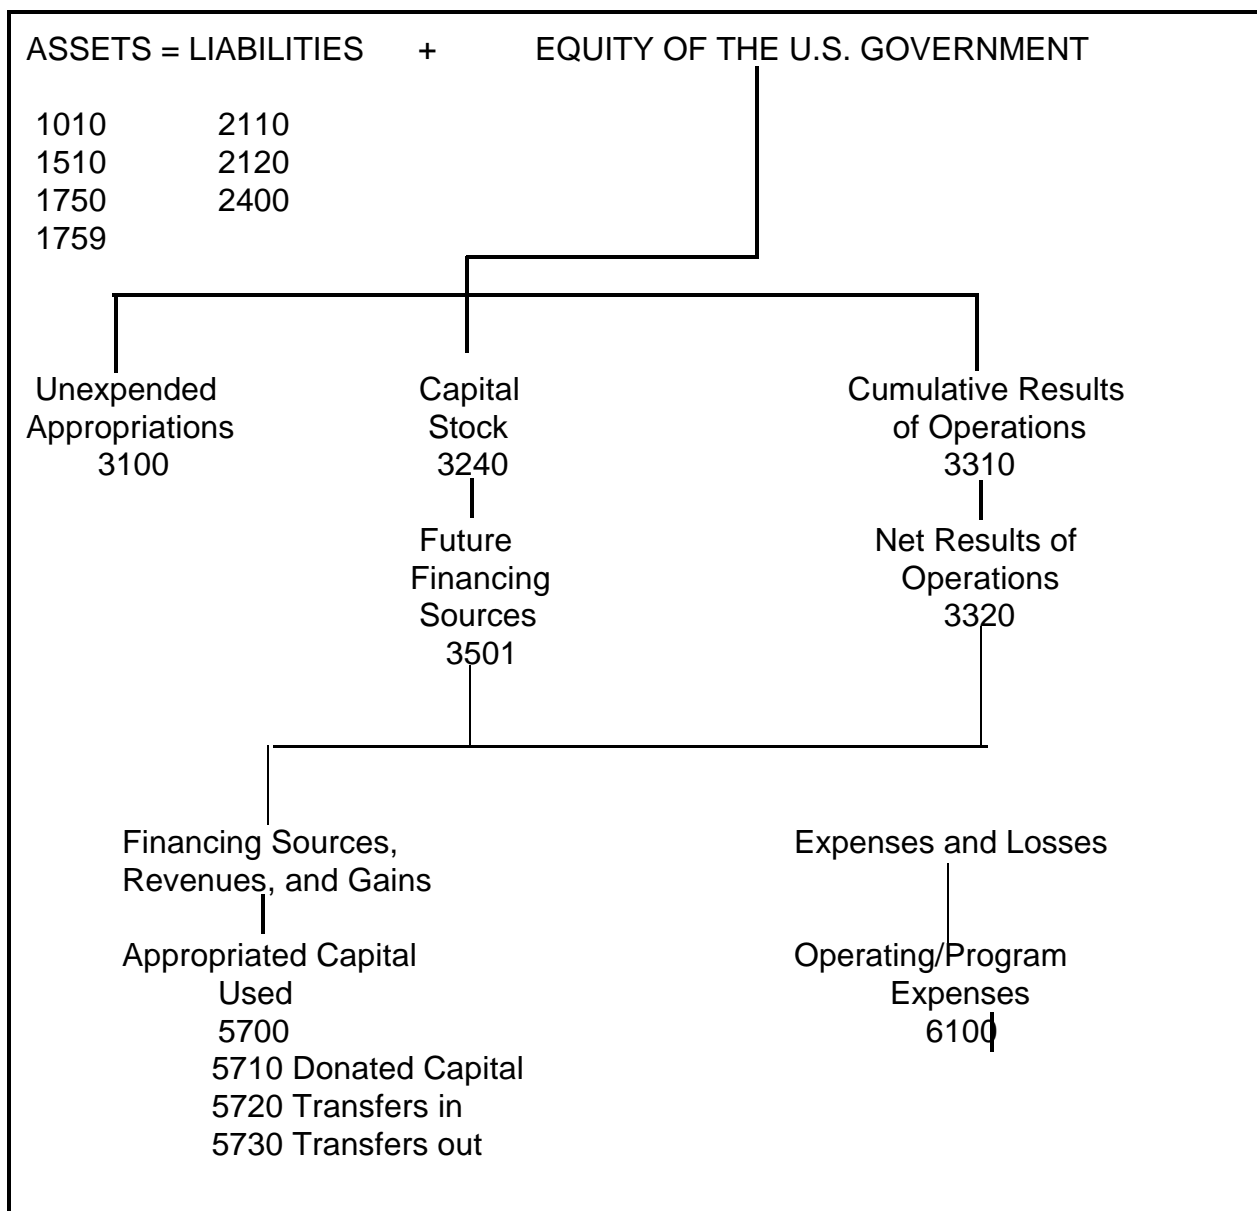 ASSETS = LIABILITIES + EQUITY OF THE U.S. GOVERNMENT
1010 2110
1510 2120
1750 2400
1759
Unexpended
Appropriations
3100
Capital
Stock
3240
Future
Financing
Sources
3501
Cumulative Results
of Operations
3310
Net Results of
Operations
3320
Financing Sources,
Revenues, and Gains
Appropriated Capital
Used
5700
5710 Donated Capital
5720 Transfers in
5730 Transfers out
Expenses and Losses
Operating/Program
Expenses
6100